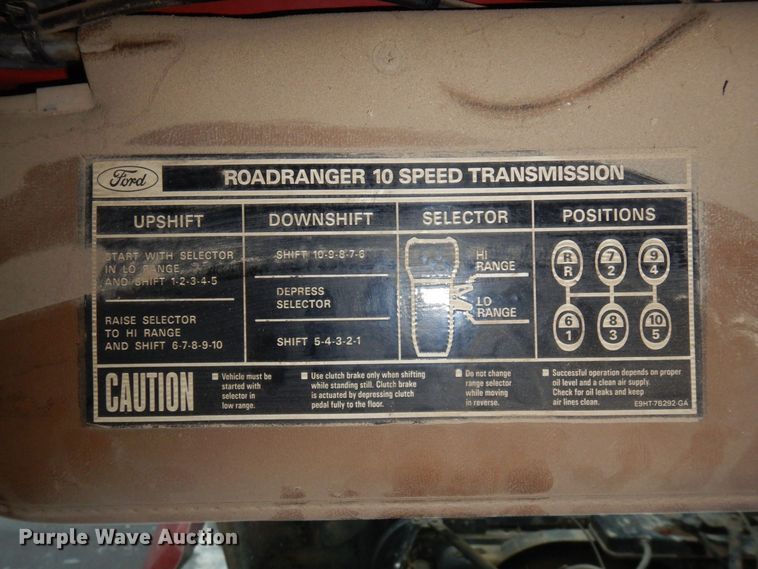 Ford
ROADRANGER 10 SPEED TRANSMISSION
UPSHIFT
START WITH SELECTOR
IN LO RANGE,
AND SHIFT 1-2-3-4-5
RAISE SELECTOR
TO HI RANGE
AND SHIFT 6-7-8-9-10
DOWNSHIFT
SHIFT 10-9-8-7-6
DEPRESS
SELECTOR
SHIFT 5-4-3-2-1
SELECTOR
HI
RANGE
LO
RANGE
POSITIONS
R 7 9
R 2 4
6 8 10
1 3 5
CAUTION
Vehicle must be
started with
selector in
low range.
Use clutch brake only when shifting
while standing still. Clutch brake
is actuated by depressing clutch
pedal fully to the floor.
Do not change
range selector
while moving
in reverse.
Successful operation depends on proper
oil level and a clean air supply.
Check for oil leaks and keep
air lines clean.
E9HT-7B292-GA
Purple Wave Auction